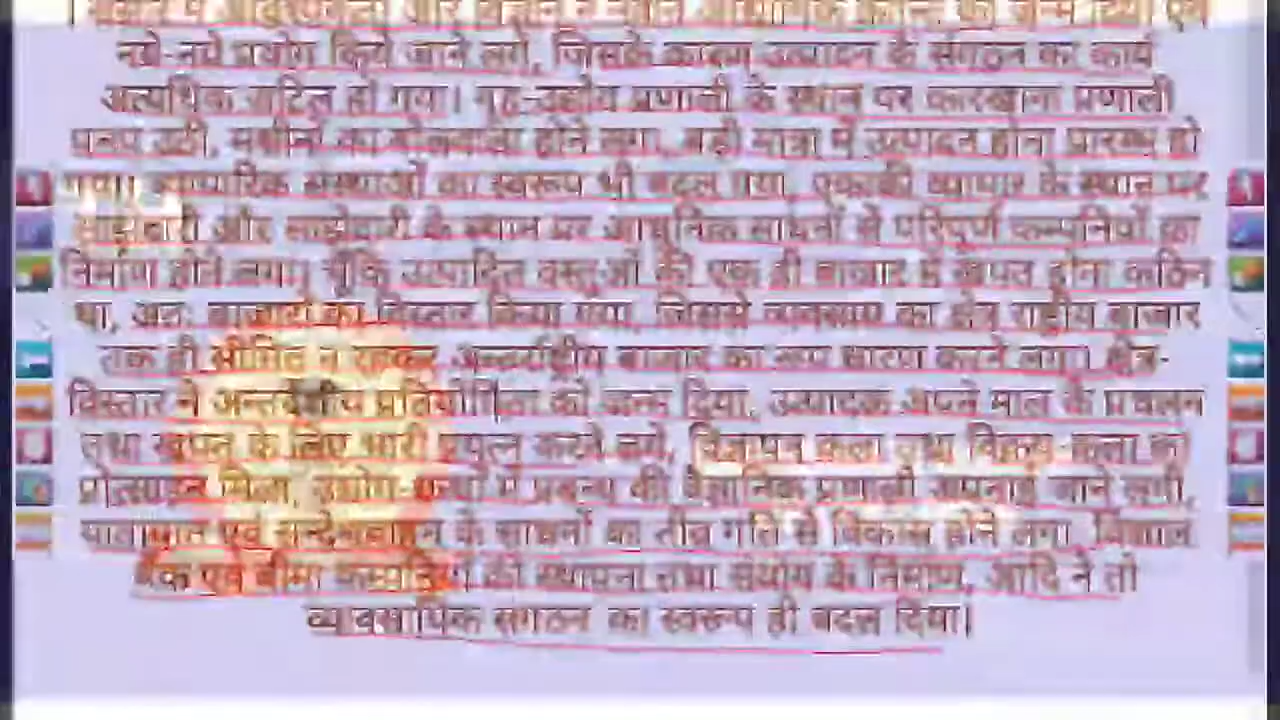 नये-नये प्रयोग किये जाने लगे, जिसके कारण उत्पादन के संगठन का कार्य
अत्यधिक जटिल हो गया। गृह-उद्योग प्रणाली के स्थान पर कारखाना प्रणाली
पनप उठी, मशीनों का बोलबाला होने लगा, बड़ी मात्रा में उत्पादन होना प्रारम्भ हो
गया। व्यापारिक संस्थाओं का स्वरूप भी बदल गया, एकाकी व्यापार के स्थान पर
साझेदारी और साझेदारी के स्थान पर आधुनिक साधनों से परिपूर्ण कम्पनियों का
निर्माण होने लगा। चूँकि उत्पादित वस्तुओं की एक ही बाजार में खपत होना कठिन
था, अतः बाजारों का विस्तार किया गया, जिससे व्यवसाय का क्षेत्र राष्ट्रीय बाजार
तक ही सीमित न रहकर, अन्तर्राष्ट्रीय बाजार का रूप धारण करने लगा। क्षेत्र-
विस्तार ने अन्तर्देशीय प्रतियोगिता को जन्म दिया, उत्पादक अपने माल के प्रचलन
तथा खपत के लिए भारी प्रयत्न करने लगे, विज्ञापन कला तथा विक्रय-कला को
प्रोत्साहन मिला, उद्योग-धन्धों में प्रबन्ध की वैज्ञानिक प्रणाली अपनाई जाने लगी,
यातायात एवं सन्देशवाहन के साधनों का तीव्र गति से विकास होने लगा, विशाल
बैंक एवं बीमा कम्पनियों की स्थापना तथा संयोग के निर्माण, आदि ने तो
व्यावसायिक संगठन का स्वरूप ही बदल दिया।